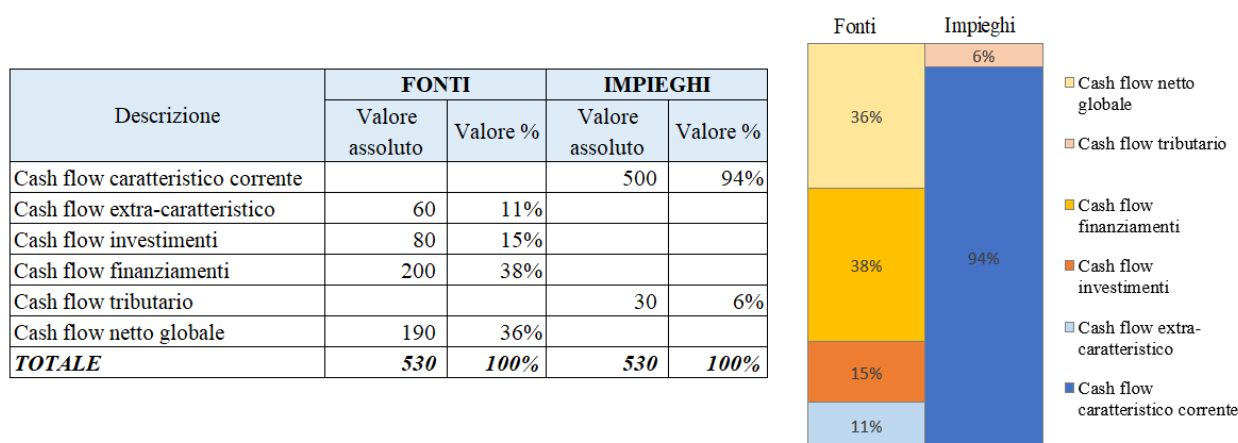 Descrizione FONTI IMPIEGHI
Valore assoluto Valore % Valore assoluto Valore %
Cash flow caratteristico corrente 500 94%
Cash flow extra-caratteristico 60 11%
Cash flow investimenti 80 15%
Cash flow finanziamenti 200 38%
Cash flow tributario 30 6%
Cash flow netto globale 190 36%
TOTALE 530 100% 530 100%
Fonti Impieghi
6%
36%
38% 94%
15%
11%
Cash flow netto
globale
Cash flow tributario
Cash flow
finanziamenti
Cash flow
investimenti
Cash flow extra-
caratteristico
Cash flow
caratteristico corrente